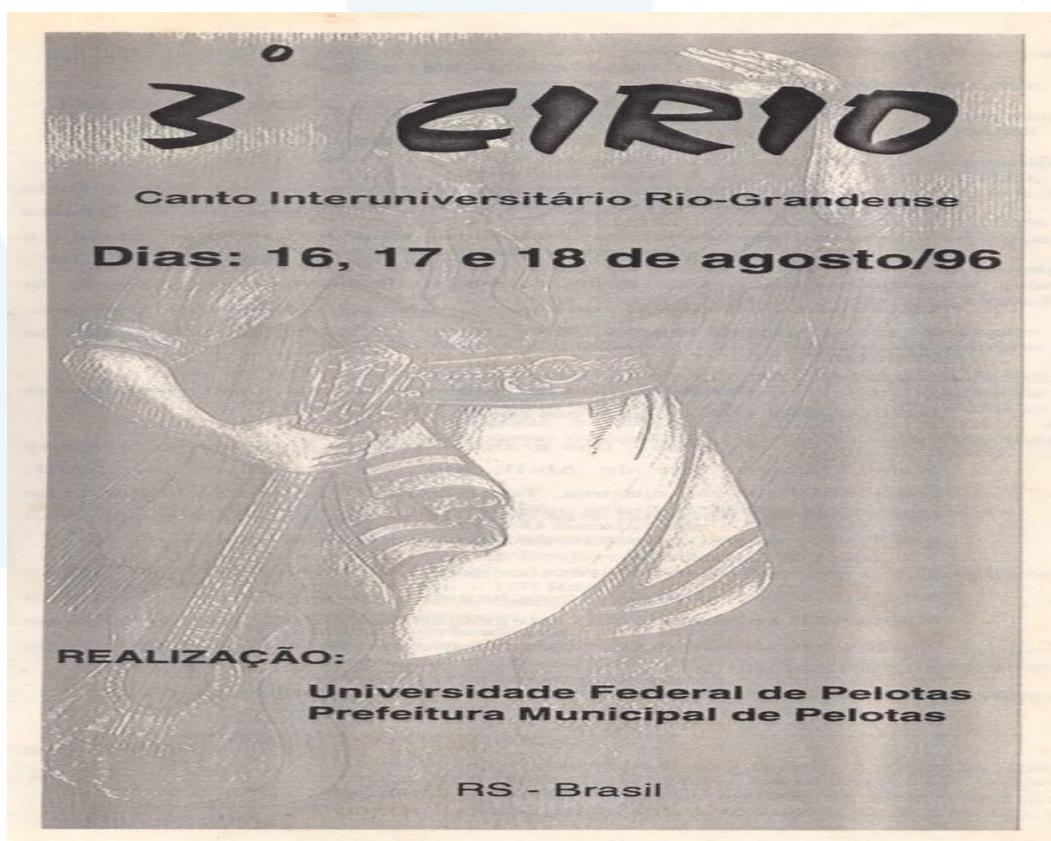 3º CIRIO
Canto Interuniversitário Rio-Grandense
Dias: 16, 17 e 18 de agosto/96
REALIZAÇÃO:
Universidade Federal de Pelotas
Prefeitura Municipal de Pelotas
RS - Brasil